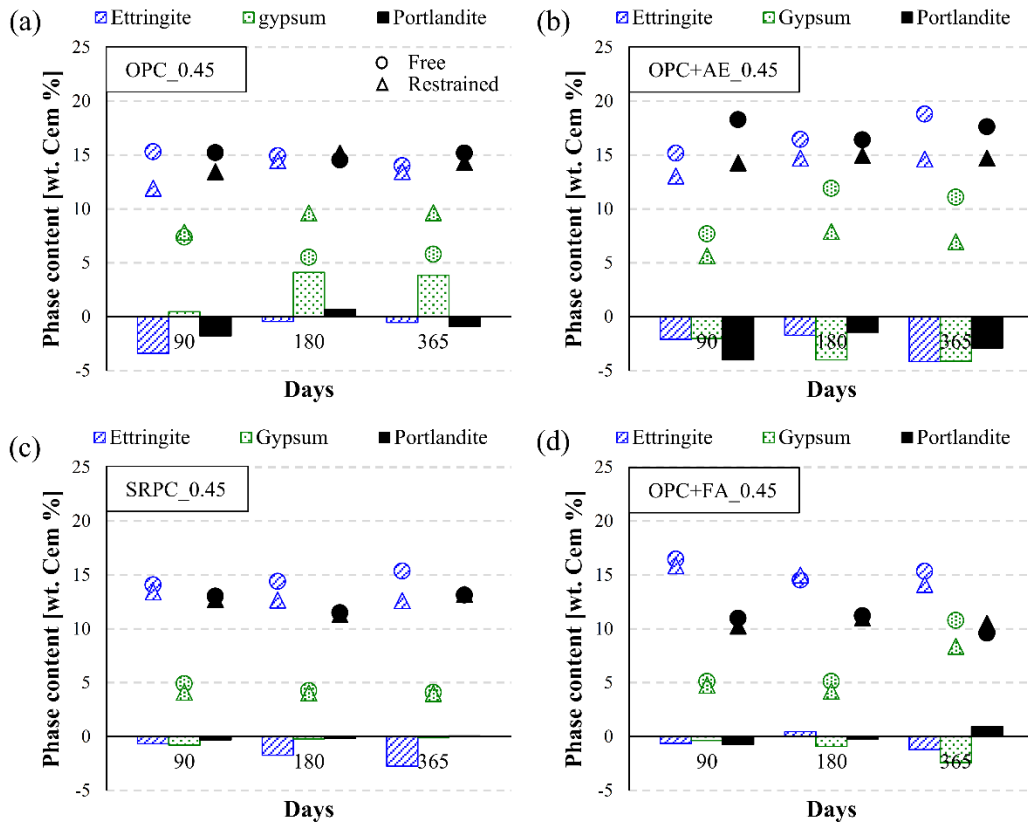 (a) Ettringite gypsum Portlandite
Phase content [wt. Cem %]
25
20
15
10
5
0
-5
OPC_0.45
Free
Restrained
90 180 365
Days
(b) Ettringite Gypsum Portlandite
Phase content [wt. Cem %]
25
20
15
10
5
0
-5
OPC+AE_0.45
90 180 365
Days
(c) Ettringite Gypsum Portlandite
Phase content [wt. Cem %]
25
20
15
10
5
0
-5
SRPC_0.45
90 180 365
Days
(d) Ettringite Gypsum Portlandite
Phase content [wt. Cem %]
25
20
15
10
5
0
-5
OPC+FA_0.45
90 180 365
Days